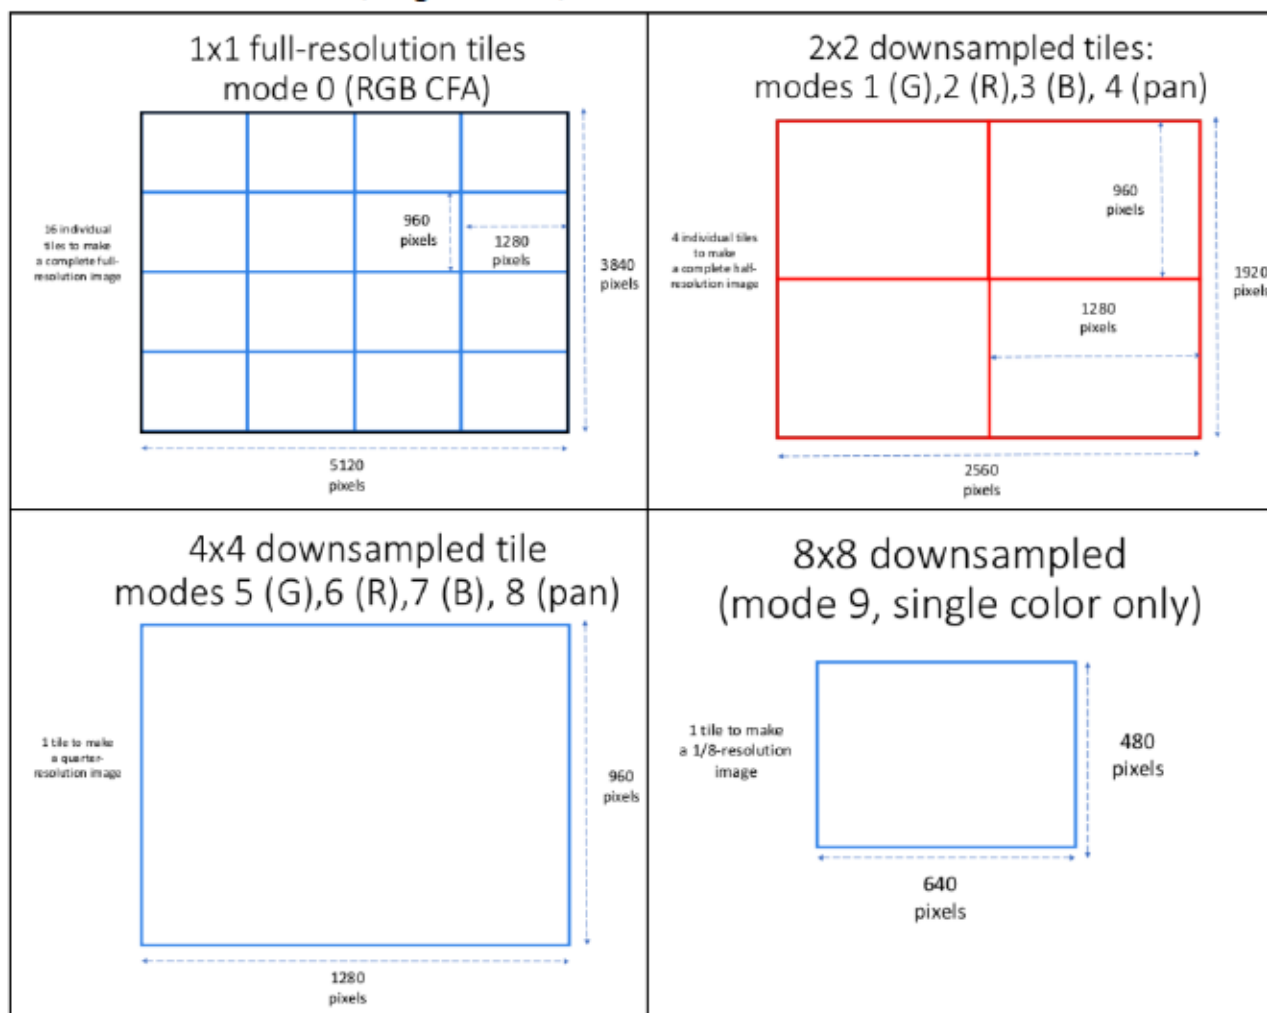 1x1 full-resolution tiles
mode 0 (RGB CFA)
16 individual
tiles to make
a complete full-
resolution image
960
pixels
1280
pixels
3840
pixels
5120
pixels
2x2 downsampled tiles:
modes 1 (G),2 (R),3 (B), 4 (pan)
4 individual tiles
to make
a complete half-
resolution image
960
pixels
1280
pixels
1920
pixels
2560
pixels
4x4 downsampled tile
modes 5 (G),6 (R),7 (B), 8 (pan)
1 tile to make
a quarter-
resolution image
960
pixels
1280
pixels
8x8 downsampled
(mode 9, single color only)
1 tile to make
a 1/8-resolution
image
480
pixels
640
pixels